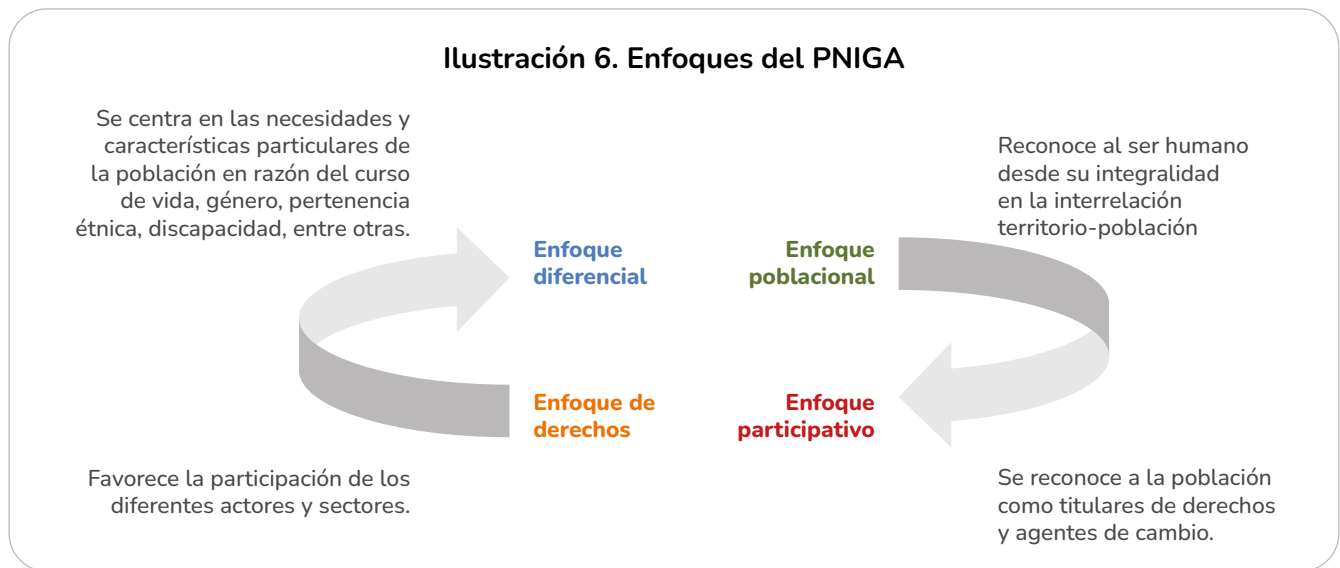 Ilustración 6. Enfoques del PNIGA
Se centra en las necesidades y
características particulares de
la población en razón del curso
de vida, género, pertenencia
étnica, discapacidad, entre otras.
Reconoce al ser humano
desde su integralidad
en la interrelación
territorio-población
Enfoque
diferencial
Enfoque
poblacional
Enfoque de
derechos
Enfoque
participativo
Favorece la participación de los
diferentes actores y sectores.
Se reconoce a la población
como titulares de derechos
y agentes de cambio.